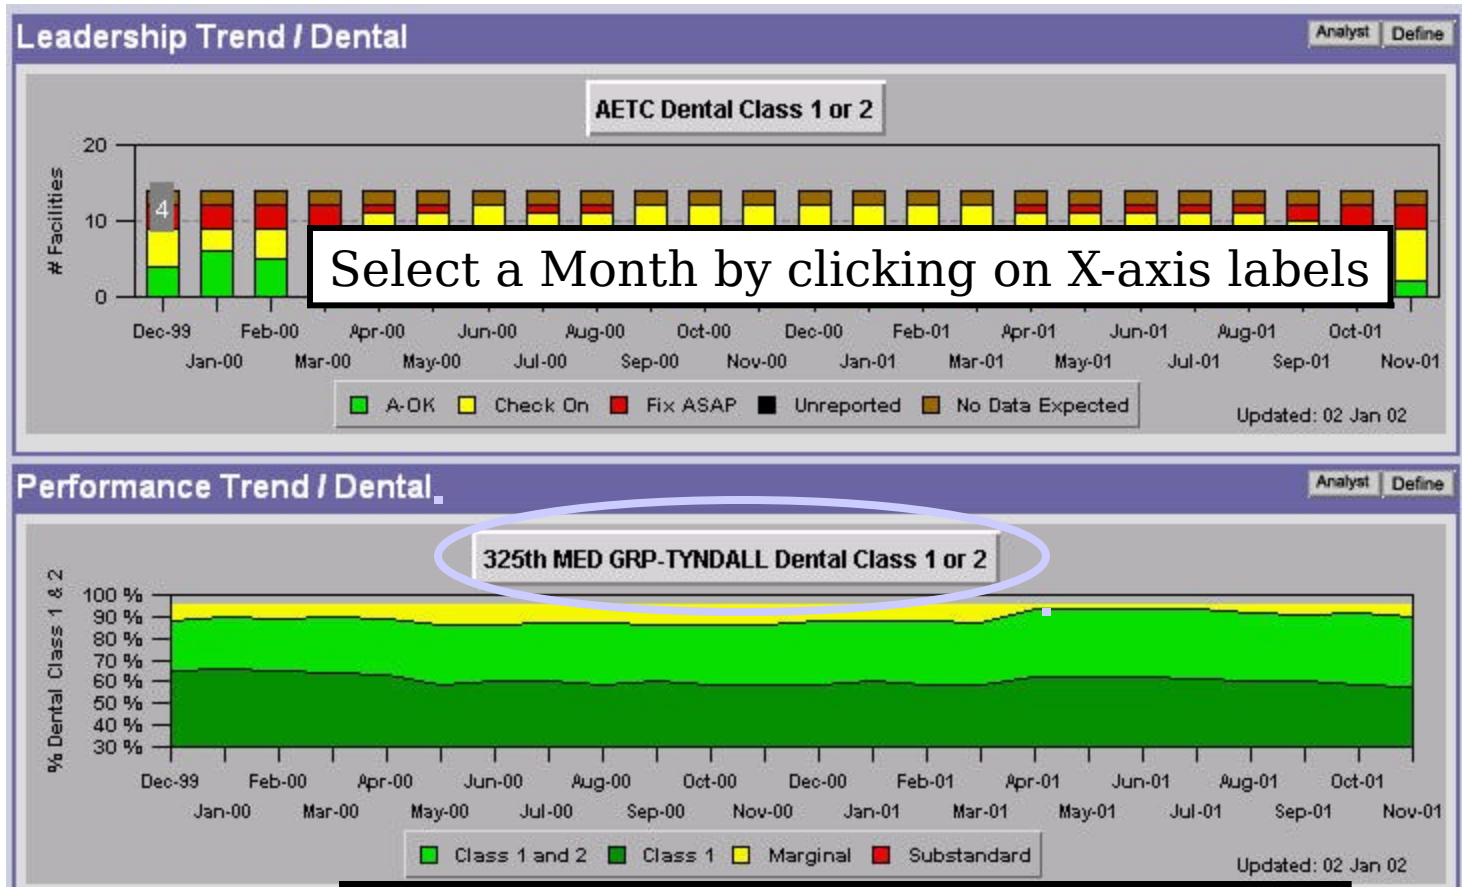 Leadership Trend / Dental
Analyst Define
AETC Dental Class 1 or 2
# Facilities
20
10
0
4
Select a Month by clicking on X-axis labels
Dec-99 Feb-00 Apr-00 Jun-00 Aug-00 Oct-00 Dec-00 Feb-01 Apr-01 Jun-01 Aug-01 Oct-01
Jan-00 Mar-00 May-00 Jul-00 Sep-00 Nov-00 Jan-01 Mar-01 May-01 Jul-01 Sep-01 Nov-01
A-OK Check On Fix ASAP Unreported No Data Expected
Updated: 02 Jan 02
Performance Trend / Dental
Analyst Define
325th MED GRP-TYNDALL Dental Class 1 or 2
% Dental Class 1 & 2
100 %
90 %
80 %
70 %
60 %
50 %
40 %
30 %
Dec-99 Feb-00 Apr-00 Jun-00 Aug-00 Oct-00 Dec-00 Feb-01 Apr-01 Jun-01 Aug-01 Oct-01
Jan-00 Mar-00 May-00 Jul-00 Sep-00 Nov-00 Jan-01 Mar-01 May-01 Jul-01 Sep-01 Nov-01
Class 1 and 2 Class 1 Marginal Substandard
Updated: 02 Jan 02